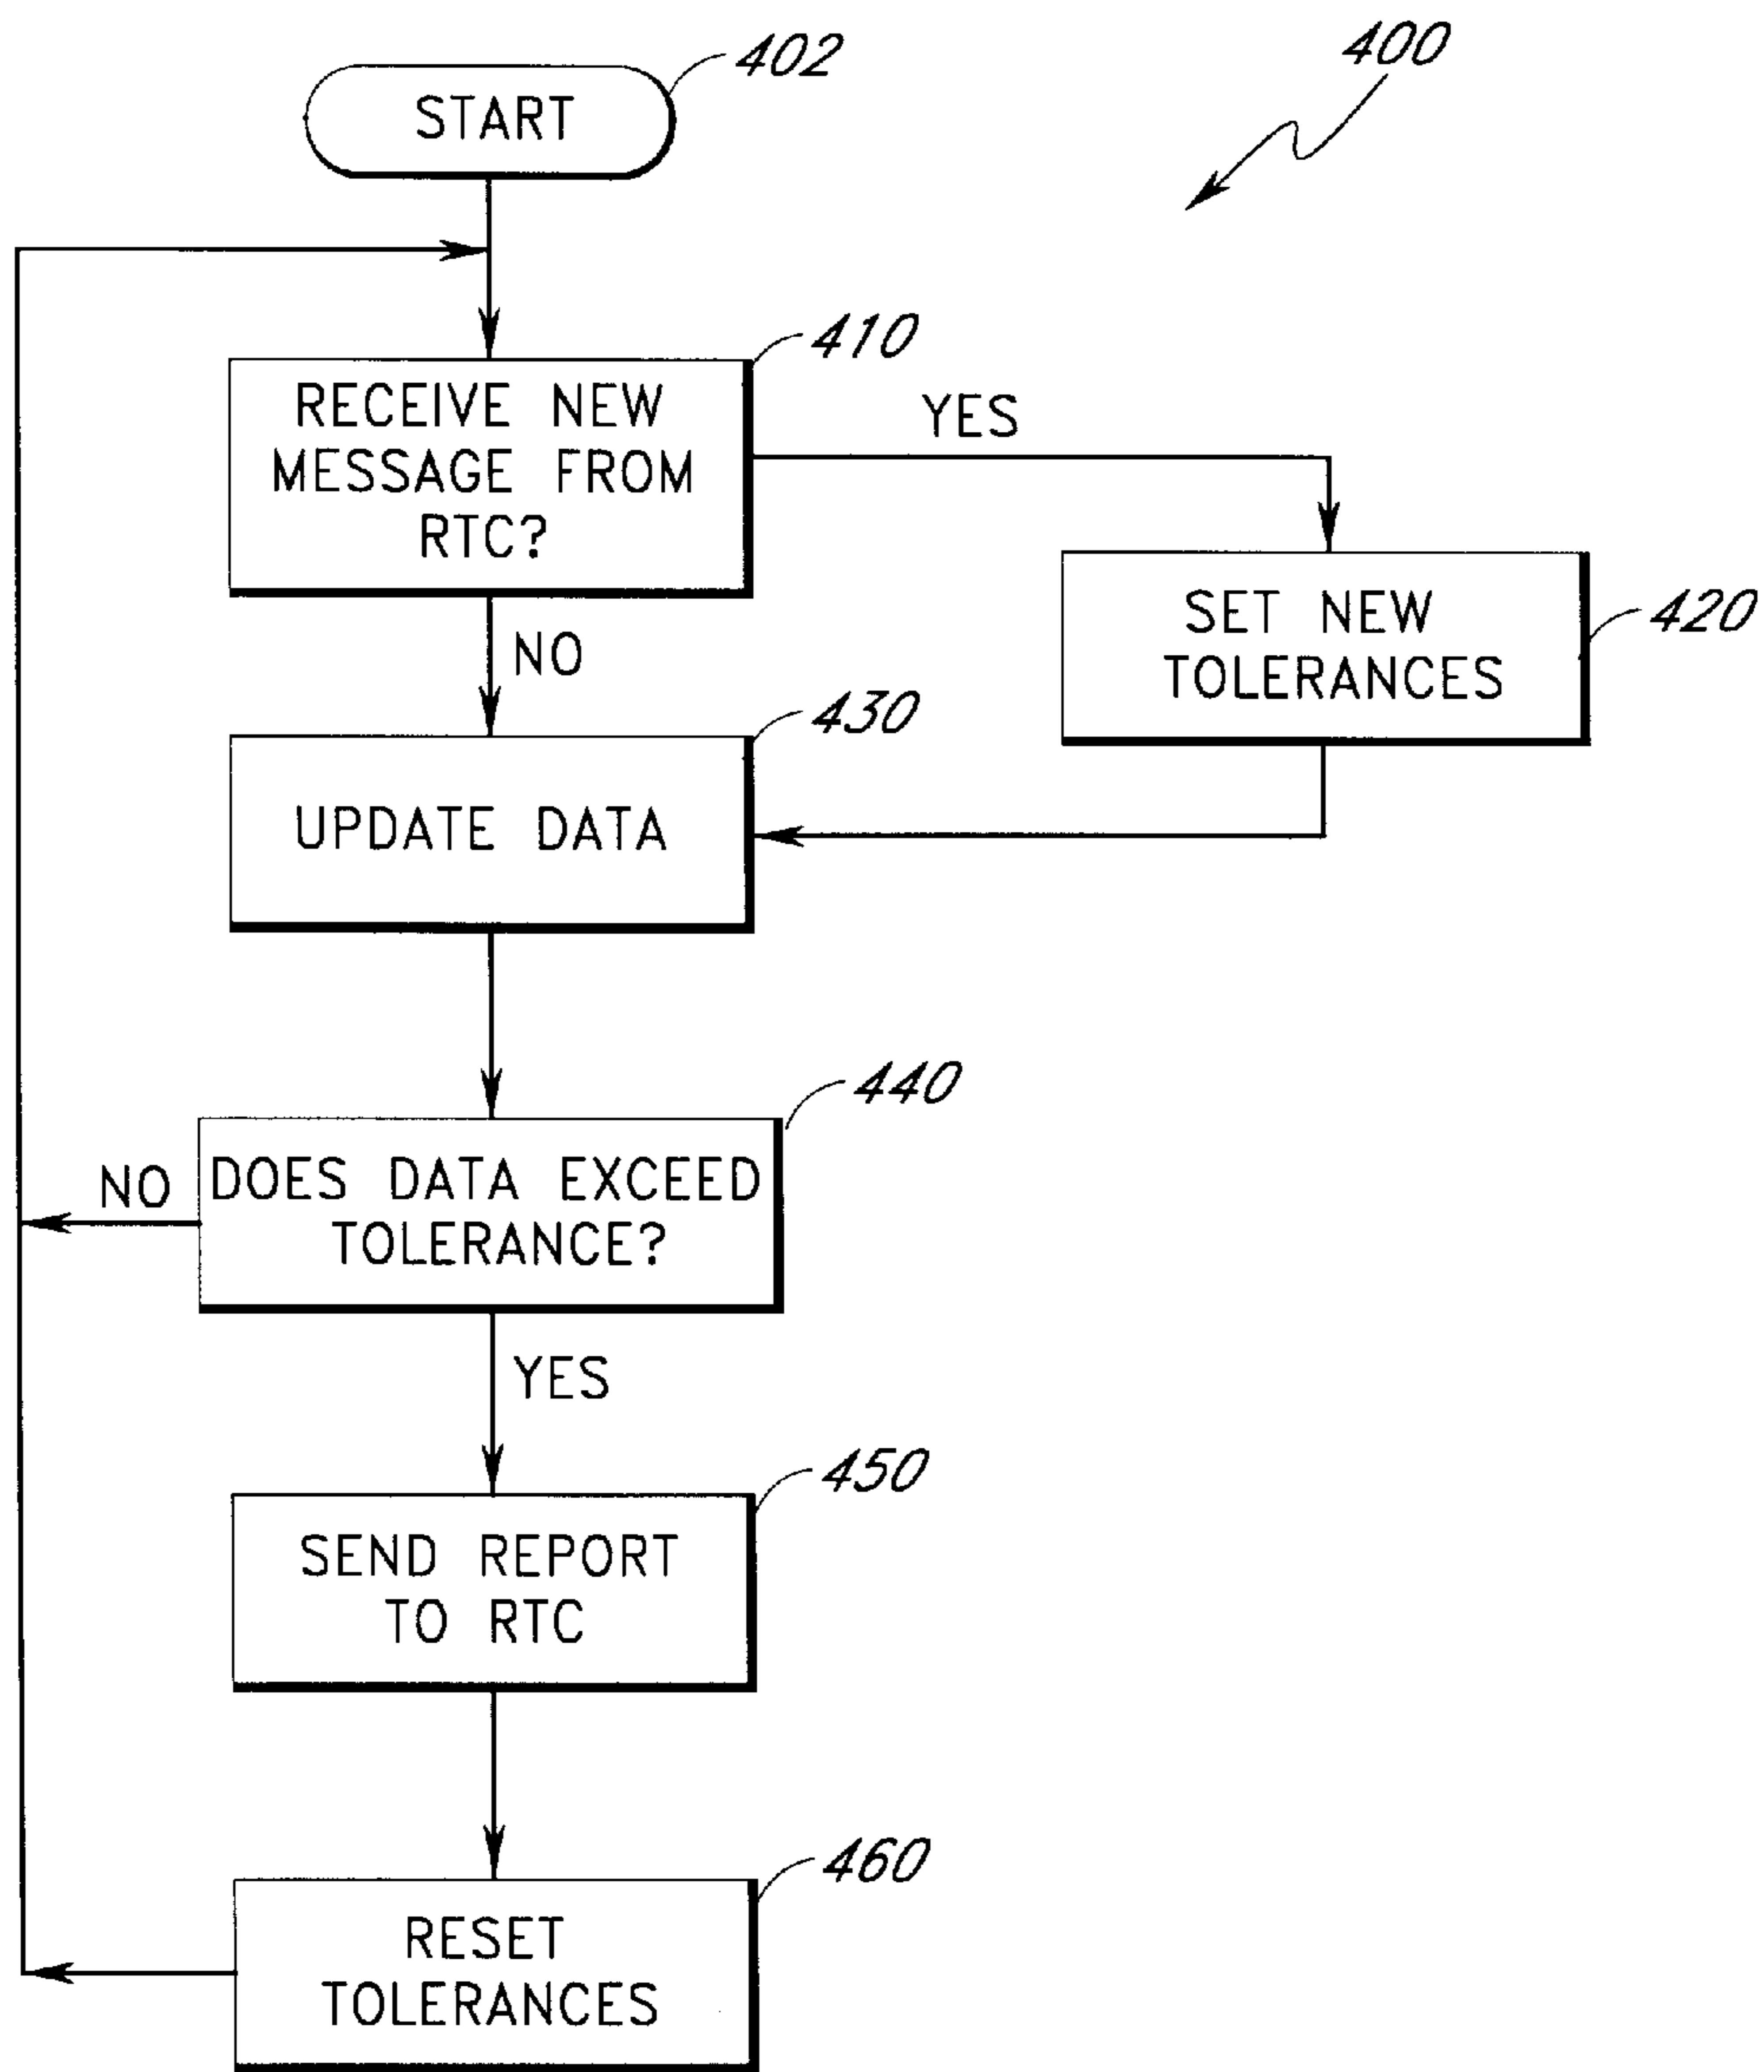 402
400
START
410
RECEIVE NEW
MESSAGE FROM
RTC?
YES
SET NEW
TOLERANCES
420
NO
430
UPDATE DATA
440
NO
DOES DATA EXCEED
TOLERANCE?
YES
450
SEND REPORT
TO RTC
460
RESET
TOLERANCES